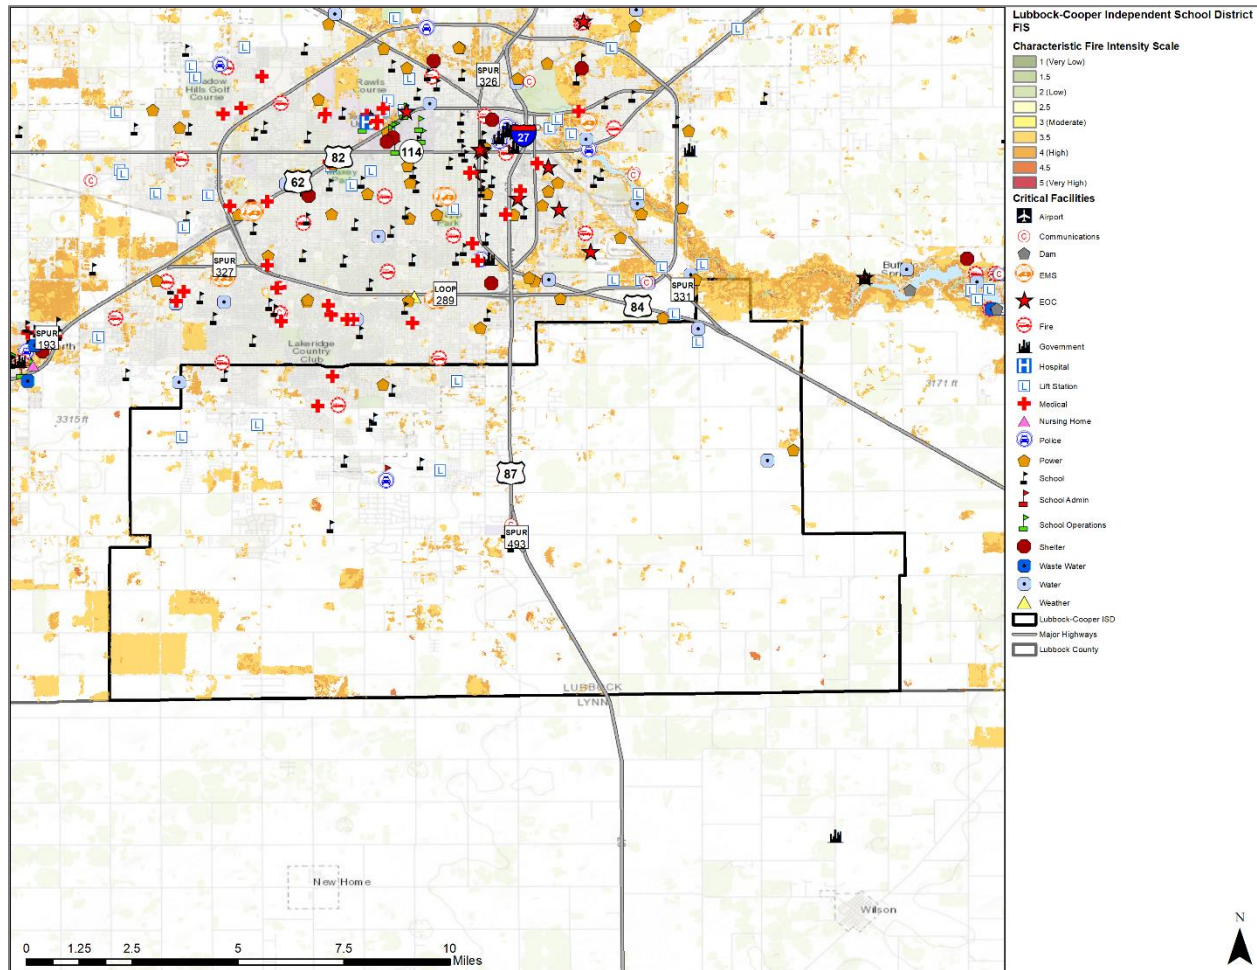 Lubbock-Cooper Independent School District
FIS
Characteristic Fire Intensity Scale
1 (Very Low)
1.5
2 (Low)
2.5
3 (Moderate)
3.5
4 (High)
4.5
5 (Very High)
Critical Facilities
Airport
C Communications
Dam
EMS
EOC
Fire
Government
H Hospital
L Lift Station
Medical
Nursing Home
Police
Power
School
School Admin
School Operations
Shelter
Waste Water
Water
Weather
Lubbock-Cooper ISD
Major Highways
Lubbock County
Hills Golf
Course
Rawls
Course
SPUR
326
27
82
114
62
Park
SPUR
327
LOOP
289
SPUR
331
84
SPUR
193
Lakeridge
Country
Club
3315 ft
3171 ft
87
SPUR
493
LUBBOCK
LYNN
New Home
Wilson
0 1.25 2.5 5 7.5 10
Miles
N